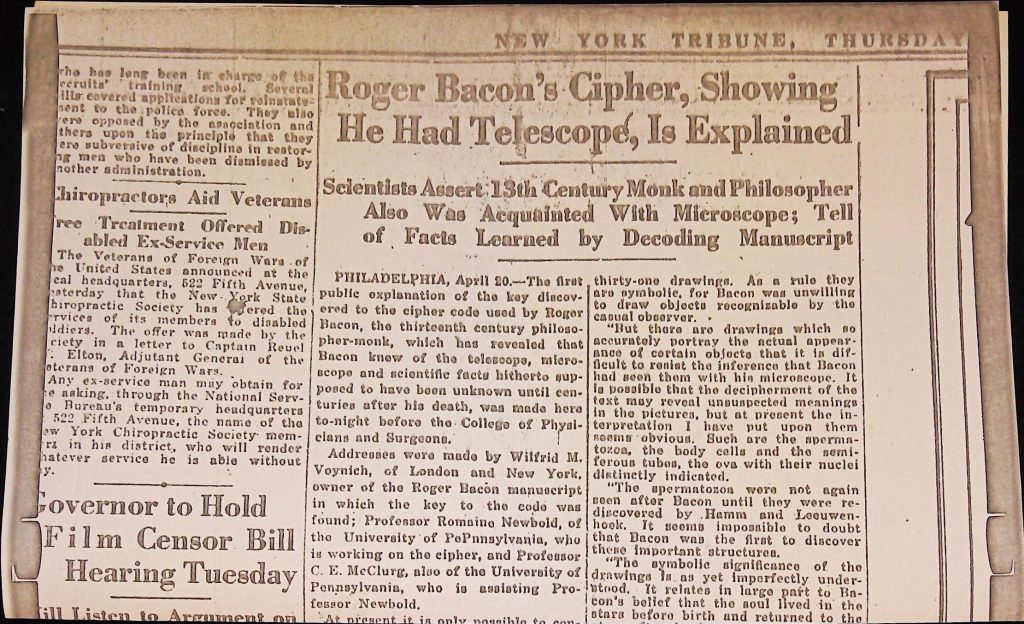 NEW YORK TRIBUNE, THURSDAY
who has long been in charge of the
recruits' training school. Several
bills covered applications for reinstate-
ment to the police force. They also
were opposed by the association and
others upon the principle that they
were subversive of discipline in restor-
ing men who have been dismissed by
another administration.
Chiropractors Aid Veterans
Free Treatment Offered Dis-
abled Ex-Service Men
The Veterans of Foreign Wars of
the United States announced at the
local headquarters, 522 Fifth Avenue,
yesterday that the New York State
Chiropractic Society has offered the
services of its members to disabled
soldiers. The offer was made by the
society in a letter to Captain Reuel
Elton, Adjutant General of the
Veterans of Foreign Wars.
Any ex-service man may obtain for
the asking, through the National Serv-
ice Bureau's temporary headquarters
522 Fifth Avenue, the name of the
New York Chiropractic Society mem-
bers in his district, who will render
whatever service he is able without
Governor to Hold
Film Censor Bill
Hearing Tuesday
Will Listen to Argument on
Roger Bacon's Cipher, Showing
He Had Telescope, Is Explained
Scientists Assert 13th Century Monk and Philosopher
Also Was Acquainted With Microscope; Tell
of Facts Learned by Decoding Manuscript
PHILADELPHIA, April 20.—The first
public explanation of the key discov-
ered to the cipher code used by Roger
Bacon, the thirteenth century philoso-
pher-monk, which has revealed that
Bacon knew of the telescope, micro-
scope and scientific facts hitherto sup-
posed to have been unknown until cen-
turies after his death, was made here
to-night before the College of Physi-
cians and Surgeons.
Addresses were made by Wilfrid M.
Voynich, of London and New York,
owner of the Roger Bacon manuscript
in which the key to the code was
found; Professor Romaine Newbold, of
the University of PePnnsylvania, who
is working on the cipher, and Professor
C. E. McClurg, also of the University of
Pennsylvania, who is assisting Pro-
fessor Newbold.
At present it is only possible to con-
thirty-one drawings. As a rule they
are symbolic, for Bacon was unwilling
to draw objects recognisable by the
casual observer.
"But there are drawings which so
accurately portray the actual appear-
ance of certain objects that it is dif-
ficult to resist the inference that Bacon
had seen them with his microscope. It
is possible that the decipherment of the
text may reveal unsuspected meanings
in the pictures, but at present the in-
terpretation I have put upon them
seems obvious. Such are the sperma-
tozoa, the body cells and the semi-
ferous tubes, the ova with their nuclei
distinctly indicated.
"The spermatozoa were not again
seen after Bacon until they were re-
discovered by Hamm and Leeuwen-
hoek. It seems impossible to doubt
that Bacon was the first to discover
these important structures.
"The symbolic significance of the
drawings is as yet imperfectly under-
stood. It relates in large part to Ba-
con's belief that the soul lived in the
stars before birth and returned to the